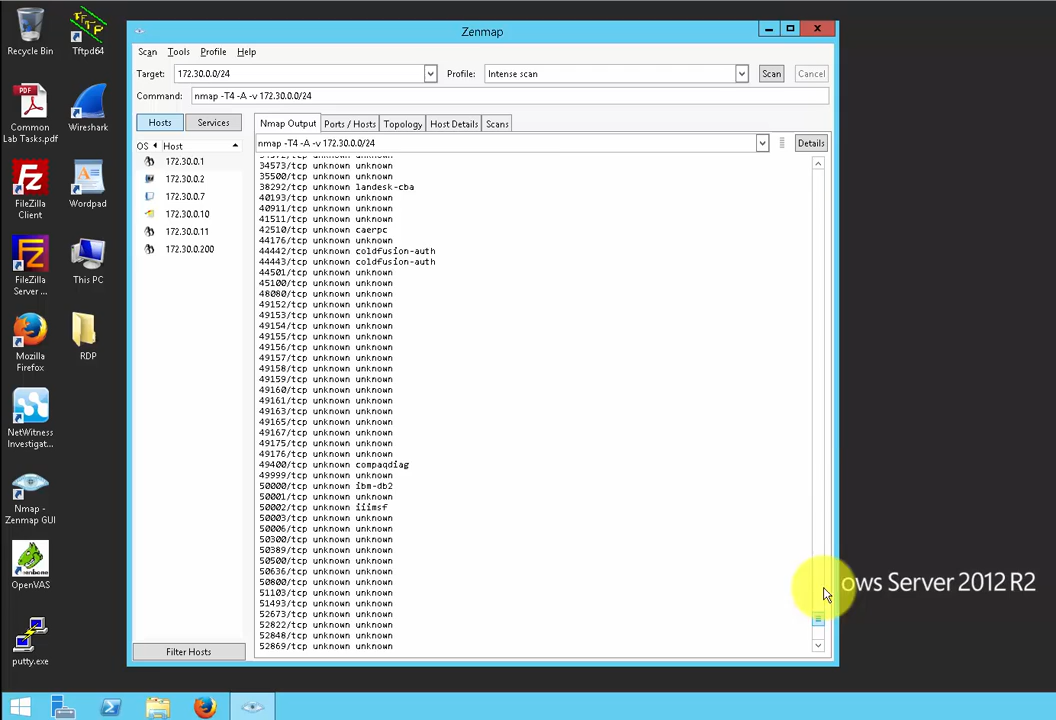 Recycle Bin
Tftpd64
Common
Lab Tasks.pdf
Wireshark
FileZilla
Client
Wordpad
FileZilla
Server ...
This PC
Mozilla
Firefox
RDP
NetWitness
Investigat...
Nmap -
Zenmap GUI
OpenVAS
putty.exe
Zenmap
Scan Tools Profile Help
Target: 172.30.0.0/24 Profile: Intense scan Scan Cancel
Command: nmap -T4 -A -v 172.30.0.0/24
Hosts Services
Nmap Output Ports / Hosts Topology Host Details Scans
OS Host
nmap -T4 -A -v 172.30.0.0/24 Details
172.30.0.1
172.30.0.2
172.30.0.7
172.30.0.10
172.30.0.11
172.30.0.200
Filter Hosts
34573/tcp unknown unknown
35500/tcp unknown unknown
38292/tcp unknown landesk-cba
40193/tcp unknown unknown
40911/tcp unknown unknown
41511/tcp unknown unknown
42510/tcp unknown caerpc
44176/tcp unknown unknown
44442/tcp unknown coldfusion-auth
44443/tcp unknown coldfusion-auth
44501/tcp unknown unknown
45100/tcp unknown unknown
48080/tcp unknown unknown
49152/tcp unknown unknown
49153/tcp unknown unknown
49154/tcp unknown unknown
49155/tcp unknown unknown
49156/tcp unknown unknown
49157/tcp unknown unknown
49158/tcp unknown unknown
49159/tcp unknown unknown
49160/tcp unknown unknown
49161/tcp unknown unknown
49163/tcp unknown unknown
49165/tcp unknown unknown
49167/tcp unknown unknown
49175/tcp unknown unknown
49176/tcp unknown unknown
49400/tcp unknown compaqdiag
49999/tcp unknown unknown
50000/tcp unknown ibm-db2
50001/tcp unknown unknown
50002/tcp unknown iiimsf
50003/tcp unknown unknown
50006/tcp unknown unknown
50300/tcp unknown unknown
50389/tcp unknown unknown
50500/tcp unknown unknown
50636/tcp unknown unknown
50800/tcp unknown unknown
51103/tcp unknown unknown
51493/tcp unknown unknown
52673/tcp unknown unknown
52822/tcp unknown unknown
52848/tcp unknown unknown
52869/tcp unknown unknown
ows Server 2012 R2
PDF